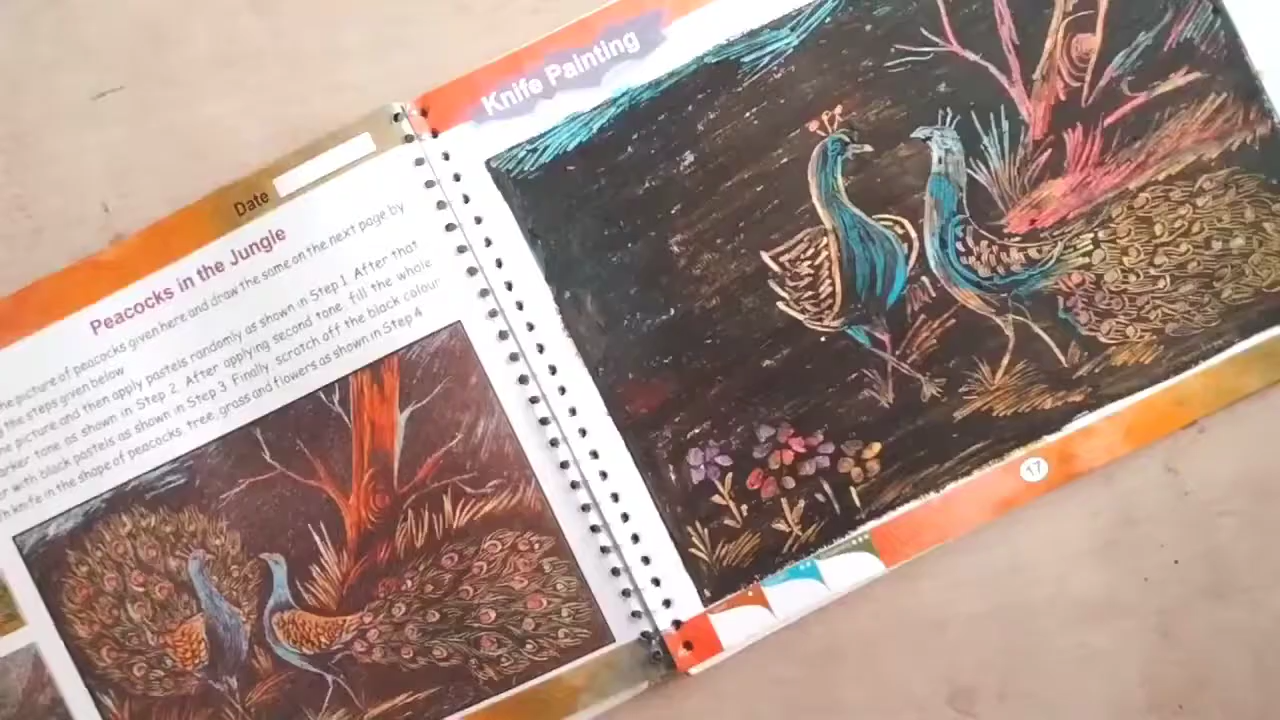 Date
Peacocks in the Jungle
picture of peacocks given here and draw the same on the next page by
the steps given below
picture and then apply pastels randomly as shown in Step 1. After that
tone as shown in Step 2. After applying second tone, fill the whole
with black pastels as shown in Step 3. Finally, scratch off the black colour
knife in the shape of peacocks, tree, grass and flowers as shown in Step 4
Knife Painting
17